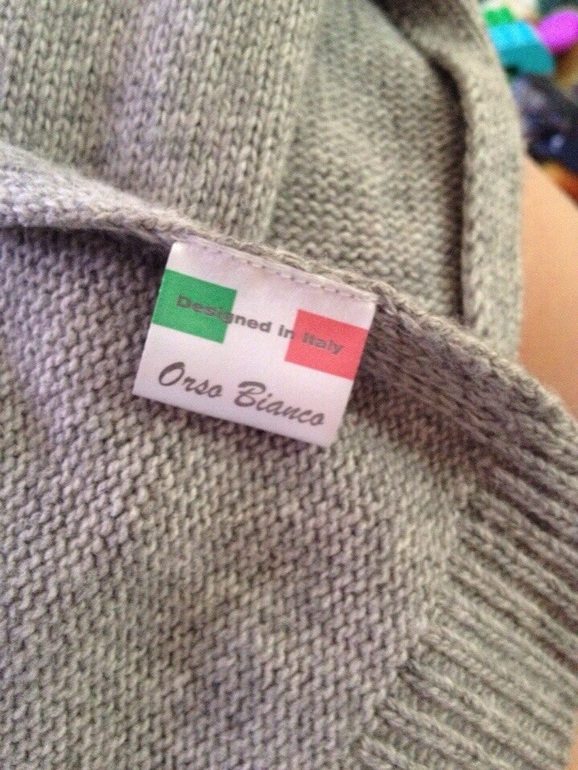 Designed in Italy
Orso Bianco